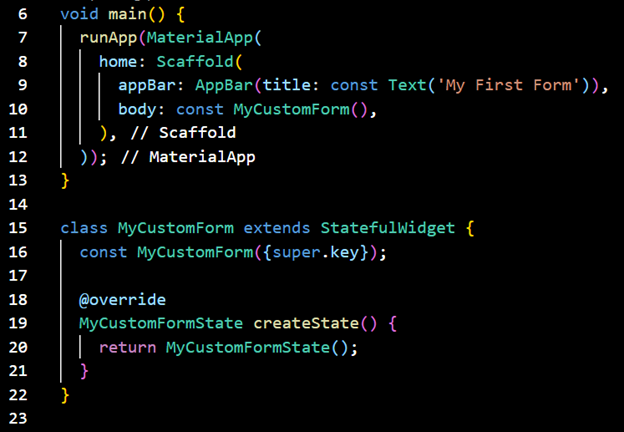 6 void main() {
7   runApp(MaterialApp(
8     home: Scaffold(
9       appBar: AppBar(title: const Text('My First Form')),
10       body: const MyCustomForm(),
11     ), // Scaffold
12   )); // MaterialApp
13 }
14
15 class MyCustomForm extends StatefulWidget {
16   const MyCustomForm({super.key});
17
18   @override
19   MyCustomFormState createState() {
20     return MyCustomFormState();
21   }
22 }
23